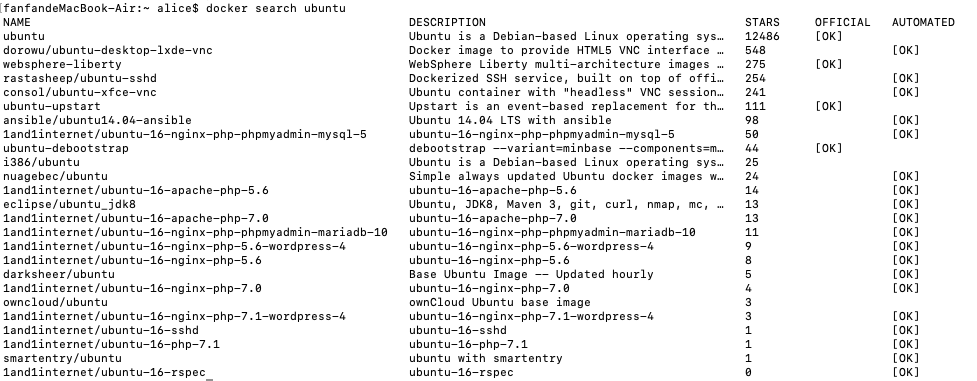 [fanfandeMacBook-Air:~ alice$ docker search ubuntu
NAME DESCRIPTION STARS OFFICIAL AUTOMATED
ubuntu Ubuntu is a Debian-based Linux operating sys… 12486 [OK]
dorowu/ubuntu-desktop-lxde-vnc Docker image to provide HTML5 VNC interface … 548 [OK]
websphere-liberty WebSphere Liberty multi-architecture images … 275 [OK]
rastasheep/ubuntu-sshd Dockerized SSH service, built on top of offi… 254 [OK]
consol/ubuntu-xfce-vnc Ubuntu container with "headless" VNC session… 241 [OK]
ubuntu-upstart Upstart is an event-based replacement for th… 111 [OK]
ansible/ubuntu14.04-ansible Ubuntu 14.04 LTS with ansible 98 [OK]
1and1internet/ubuntu-16-nginx-php-phpmyadmin-mysql-5 ubuntu-16-nginx-php-phpmyadmin-mysql-5 50 [OK]
ubuntu-debootstrap debootstrap --variant=minbase --components=m… 44 [OK]
i386/ubuntu Ubuntu is a Debian-based Linux operating sys… 25
nuagebec/ubuntu Simple always updated Ubuntu docker images w… 24 [OK]
1and1internet/ubuntu-16-apache-php-5.6 ubuntu-16-apache-php-5.6 14 [OK]
eclipse/ubuntu_jdk8 Ubuntu, JDK8, Maven 3, git, curl, nmap, mc, … 13 [OK]
1and1internet/ubuntu-16-apache-php-7.0 ubuntu-16-apache-php-7.0 13 [OK]
1and1internet/ubuntu-16-nginx-php-phpmyadmin-mariadb-10 ubuntu-16-nginx-php-phpmyadmin-mariadb-10 11 [OK]
1and1internet/ubuntu-16-nginx-php-5.6-wordpress-4 ubuntu-16-nginx-php-5.6-wordpress-4 9 [OK]
1and1internet/ubuntu-16-nginx-php-5.6 ubuntu-16-nginx-php-5.6 8 [OK]
darksheer/ubuntu Base Ubuntu Image -- Updated hourly 5 [OK]
1and1internet/ubuntu-16-nginx-php-7.0 ubuntu-16-nginx-php-7.0 4 [OK]
owncloud/ubuntu ownCloud Ubuntu base image 3
1and1internet/ubuntu-16-nginx-php-7.1-wordpress-4 ubuntu-16-nginx-php-7.1-wordpress-4 3 [OK]
1and1internet/ubuntu-16-sshd ubuntu-16-sshd 1 [OK]
1and1internet/ubuntu-16-php-7.1 ubuntu-16-php-7.1 1 [OK]
smartentry/ubuntu ubuntu with smartentry 1 [OK]
1and1internet/ubuntu-16-rspec ubuntu-16-rspec 0 [OK]